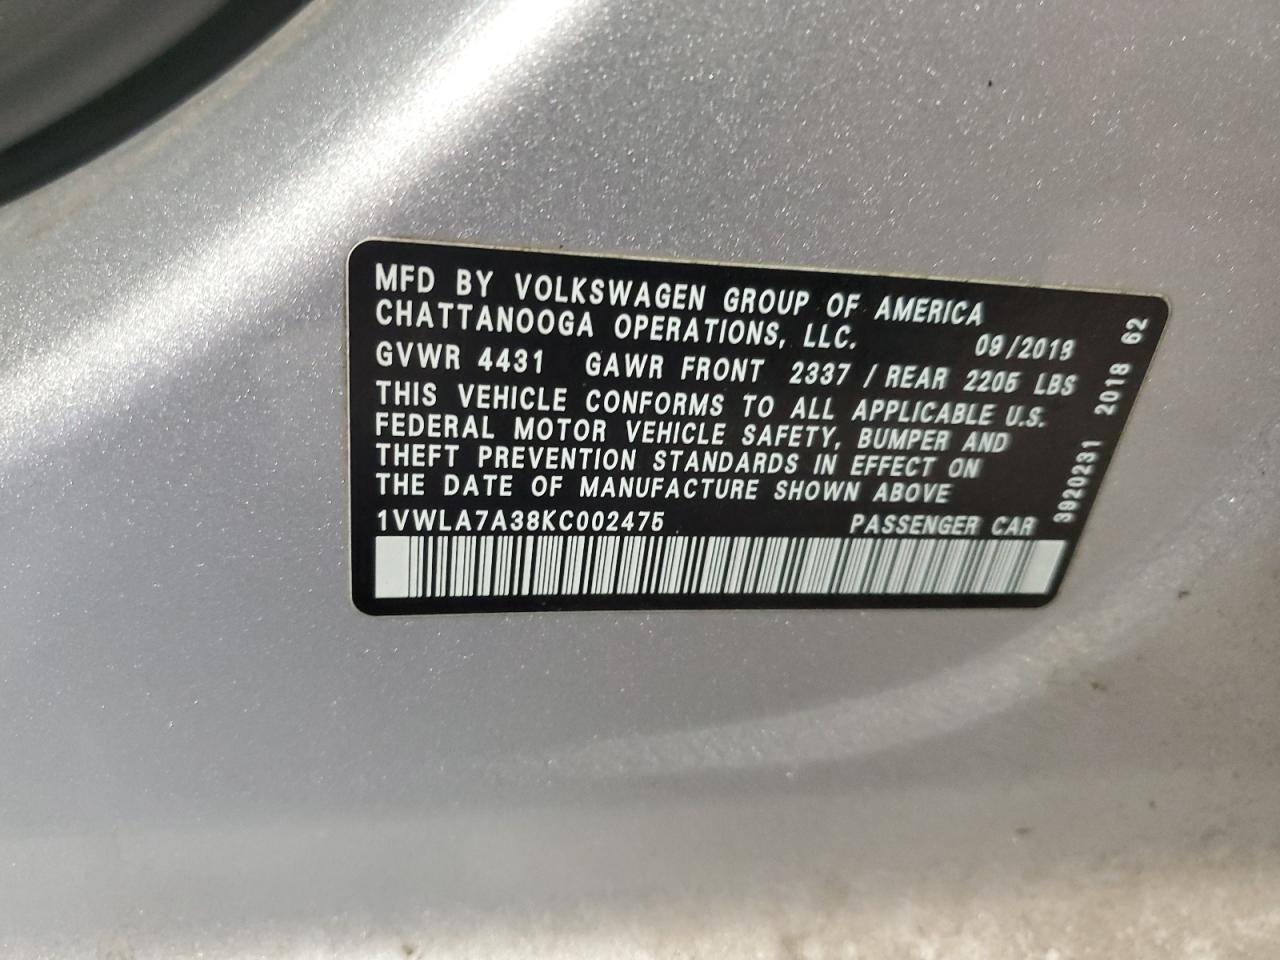 MFD BY VOLKSWAGEN GROUP OF AMERICA
CHATTANOOGA OPERATIONS, LLC. 09/2018
GVWR 4431 GAWR FRONT 2337 / REAR 2205 LBS
THIS VEHICLE CONFORMS TO ALL APPLICABLE U.S.
FEDERAL MOTOR VEHICLE SAFETY, BUMPER AND
THEFT PREVENTION STANDARDS IN EFFECT ON
THE DATE OF MANUFACTURE SHOWN ABOVE
1VWLA7A38KC002475 PASSENGER CAR
3920231 2018 62